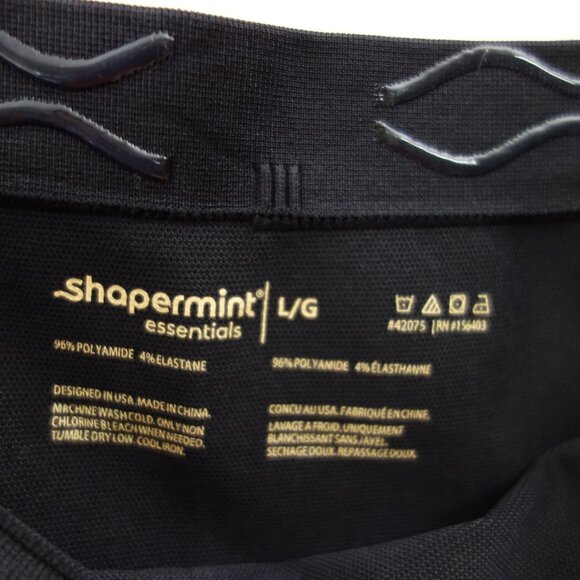 shapermint® | L/G
essentials
#42075 | RN #156403
96% POLYAMIDE 4% ELASTANE
96% POLYAMIDE 4% ÉLASTHANNE
DESIGNED IN USA. MADE IN CHINA.
MACHINE WASH COLD. ONLY NON
CHLORINE BLEACH WHEN NEEDED.
TUMBLE DRY LOW. COOL IRON.
CONCU AU USA. FABRIQUÉ EN CHINE.
LAVAGE A FROID. UNIQUEMENT
BLANCHISSANT SANS JAVEL.
SECHAGE DOUX. REPASSAGE DOUX.